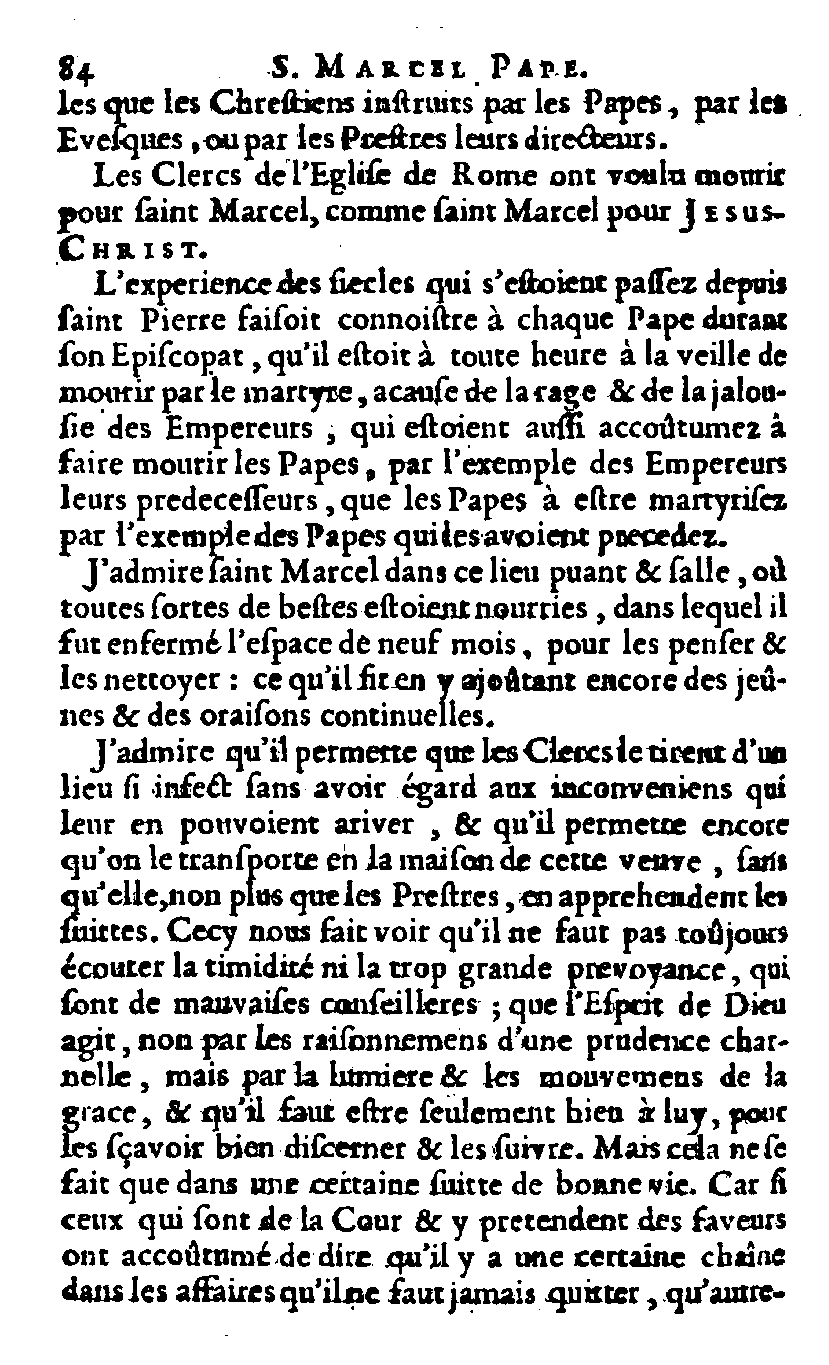 84 S. MARCEL PAPE.
les que les Chreſtiens inſtruits par les Papes, par les
Eveſques, ou par les Preſtres leurs directeurs.
Les Clercs de l'Egliſe de Rome ont voulu mourir
pour ſaint Marcel, comme ſaint Marcel pour JESUS-
CHRIST.
L'experience des ſiecles qui s'eſtoient paſſez depuis
ſaint Pierre faiſoit connoiſtre à chaque Pape durant
ſon Epiſcopat, qu'il eſtoit à toute heure à la veille de
mourir par le martyre, acauſe de la rage & de la jalou-
ſie des Empereurs, qui eſtoient auſſi accoûtumez à
faire mourir les Papes, par l'exemple des Empereurs
leurs predeceſſeurs, que les Papes à eſtre martyriſez
par l'exemple des Papes qui les avoient precedez.
J'admire ſaint Marcel dans ce lieu puant & ſalle, où
toutes ſortes de beſtes eſtoient nourries, dans lequel il
fut enfermé l'eſpace de neuf mois, pour les penſer &
les nettoyer : ce qu'il fit en y ajoûtant encore des jeû-
nes & des oraiſons continuelles.
J'admire qu'il permette que les Clercs le tirent d'un
lieu ſi infect ſans avoir égard aux inconveniens qui
leur en pouvoient ariver, & qu'il permette encore
qu'on le tranſporte en la maiſon de cette veuve, ſans
qu'elle, non plus que les Preſtres, en apprehendent les
ſuittes. Cecy nous fait voir qu'il ne faut pas toûjours
écouter la timidité ni la trop grande prevoyance, qui
ſont de mauvaiſes conſeilleres ; que l'Eſprit de Dieu
agit, non par les raiſonnemens d'une prudence char-
nelle, mais par la lumiere & les mouvemens de la
grace, & qu'il faut eſtre ſeulement bien à luy, pour
les ſçavoir bien diſcerner & les ſuivre. Mais cela ne ſe
fait que dans une certaine ſuitte de bonne vie. Car ſi
ceux qui ſont de la Cour & y pretendent des faveurs
ont accoûtumé de dire qu'il y a une certaine chaîne
dans les affaires qu'il ne faut jamais quitter, qu'autre-